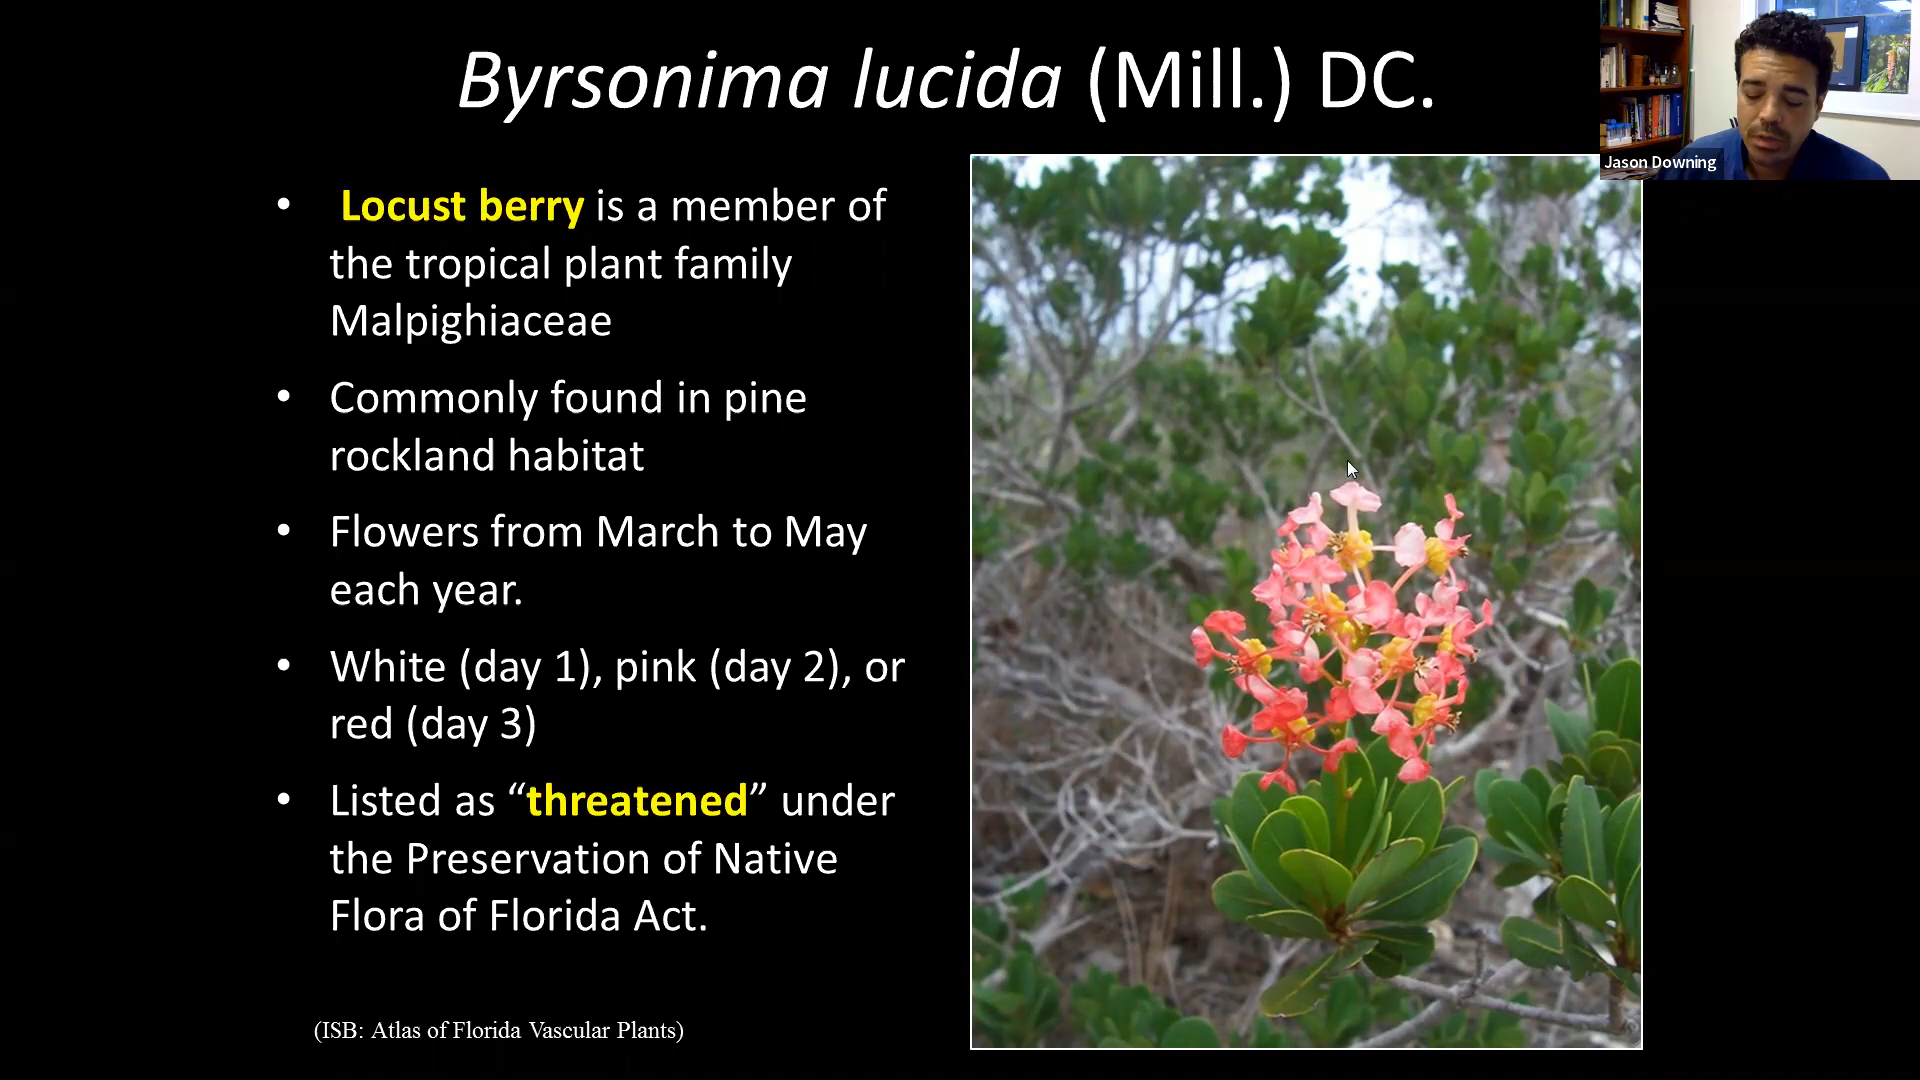 Byrsonima lucida (Mill.) DC.
Jason Downing
• Locust berry is a member of
the tropical plant family
Malpighiaceae
• Commonly found in pine
rockland habitat
• Flowers from March to May
each year.
• White (day 1), pink (day 2), or
red (day 3)
• Listed as “threatened” under
the Preservation of Native
Flora of Florida Act.
(ISB: Atlas of Florida Vascular Plants)